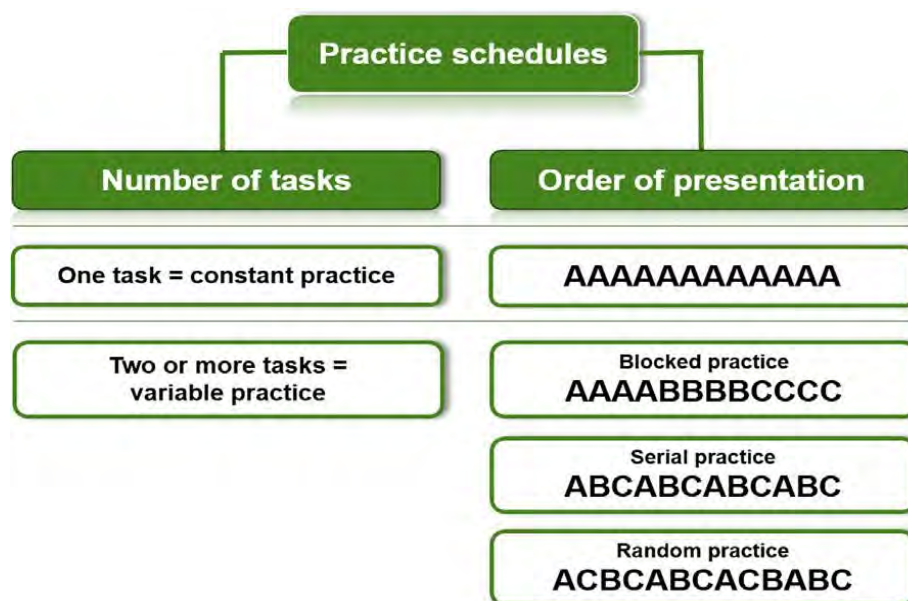 Practice schedules
Number of tasks
Order of presentation
One task = constant practice
AAAAAAAAAAAA
Two or more tasks =
variable practice
Blocked practice
AAAABBBBCCCC
Serial practice
ABCABCABCABC
Random practice
ACBCABCACBABC